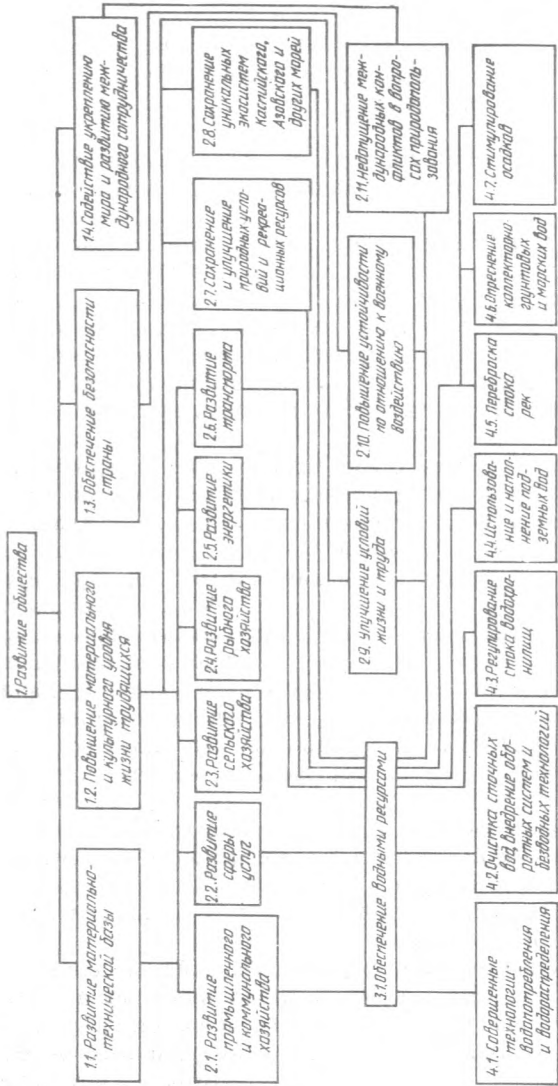 1.Развитие общества
1.1. Развитие материально-
технической базы
1.2. Повышение материального
и культурного уровня
жизни трудящихся
1.3. Обеспечение безопасности
страны
1.4. Содействие укреплению
мира и развитию меж-
дународного сотрудничества
2.1. Развитие
промышленного
и коммунального
хозяйства
2.2. Развитие
сферы
услуг
2.3. Развитие
сельского
хозяйства
2.4. Развитие
рыбного
хозяйства
2.5. Развитие
энергетики
2.6. Развитие
транспорта
2.7. Сохранение
и улучшение
природных усло-
вий и рекреа-
ционных ресурсов
2.8. Сохранение
уникальных
экосистем
Каспийского,
Азовского и
других морей
2.9. Улучшение условий
жизни и труда
2.10. Повышение устойчивости
по отношению к военному
воздействию
2.11. Недопущение меж-
дународных кон-
фликтов в вопро-
сах природополь-
зования
3.1. Обеспечение водными ресурсами
4.1. Совершенные
технологии-
водопотребления
и водораспределения
4.2. Очистка сточных
вод, внедрение обо-
ротных систем и
безводных технологий
4.3. Регулирование
стока водохра-
нилищ
4.4. Использова-
ние и напол-
нение под-
земных вод
4.5. Переброска
стока
рек
4.6. Опреснение
коллекторно-
грунтовых
и морских вод
4.7. Стимулирование
осадков